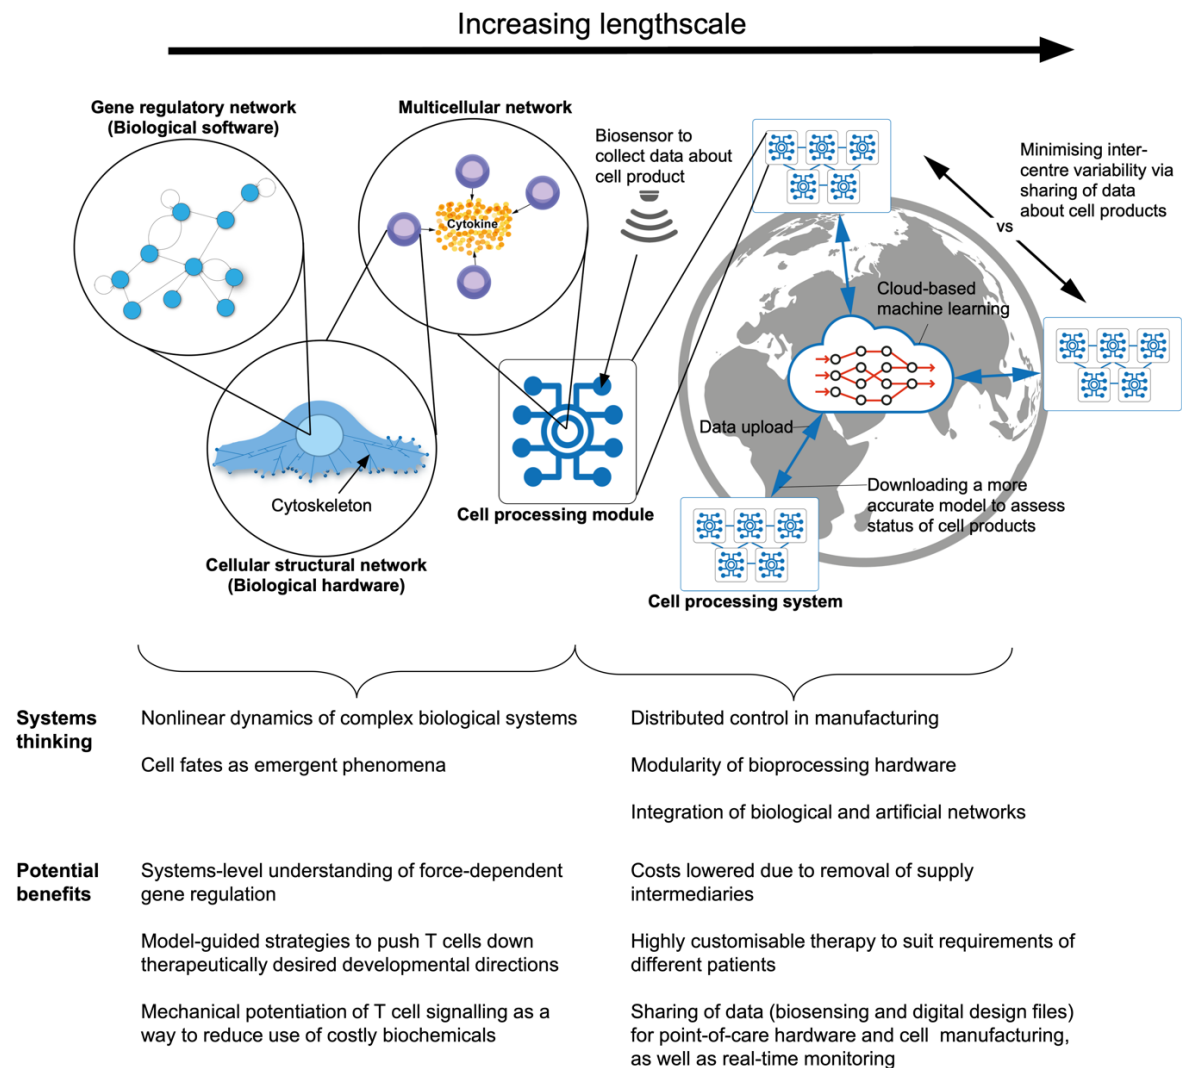 Increasing lengthscale
Gene regulatory network
(Biological software)
Multicellular network
Biosensor to
collect data about
cell product
Minimising inter-
centre variability via
sharing of data
about cell products
vs
Cytokine
Cloud-based
machine learning
Data upload
Cytoskeleton
Cell processing module
Downloading a more
accurate model to assess
status of cell products
Cellular structural network
(Biological hardware)
Cell processing system
Systems
thinking
Nonlinear dynamics of complex biological systems
Cell fates as emergent phenomena
Distributed control in manufacturing
Modularity of bioprocessing hardware
Integration of biological and artificial networks
Potential
benefits
Systems-level understanding of force-dependent
gene regulation
Model-guided strategies to push T cells down
therapeutically desired developmental directions
Mechanical potentiation of T cell signalling as a
way to reduce use of costly biochemicals
Costs lowered due to removal of supply
intermediaries
Highly customisable therapy to suit requirements of
different patients
Sharing of data (biosensing and digital design files)
for point-of-care hardware and cell manufacturing,
as well as real-time monitoring